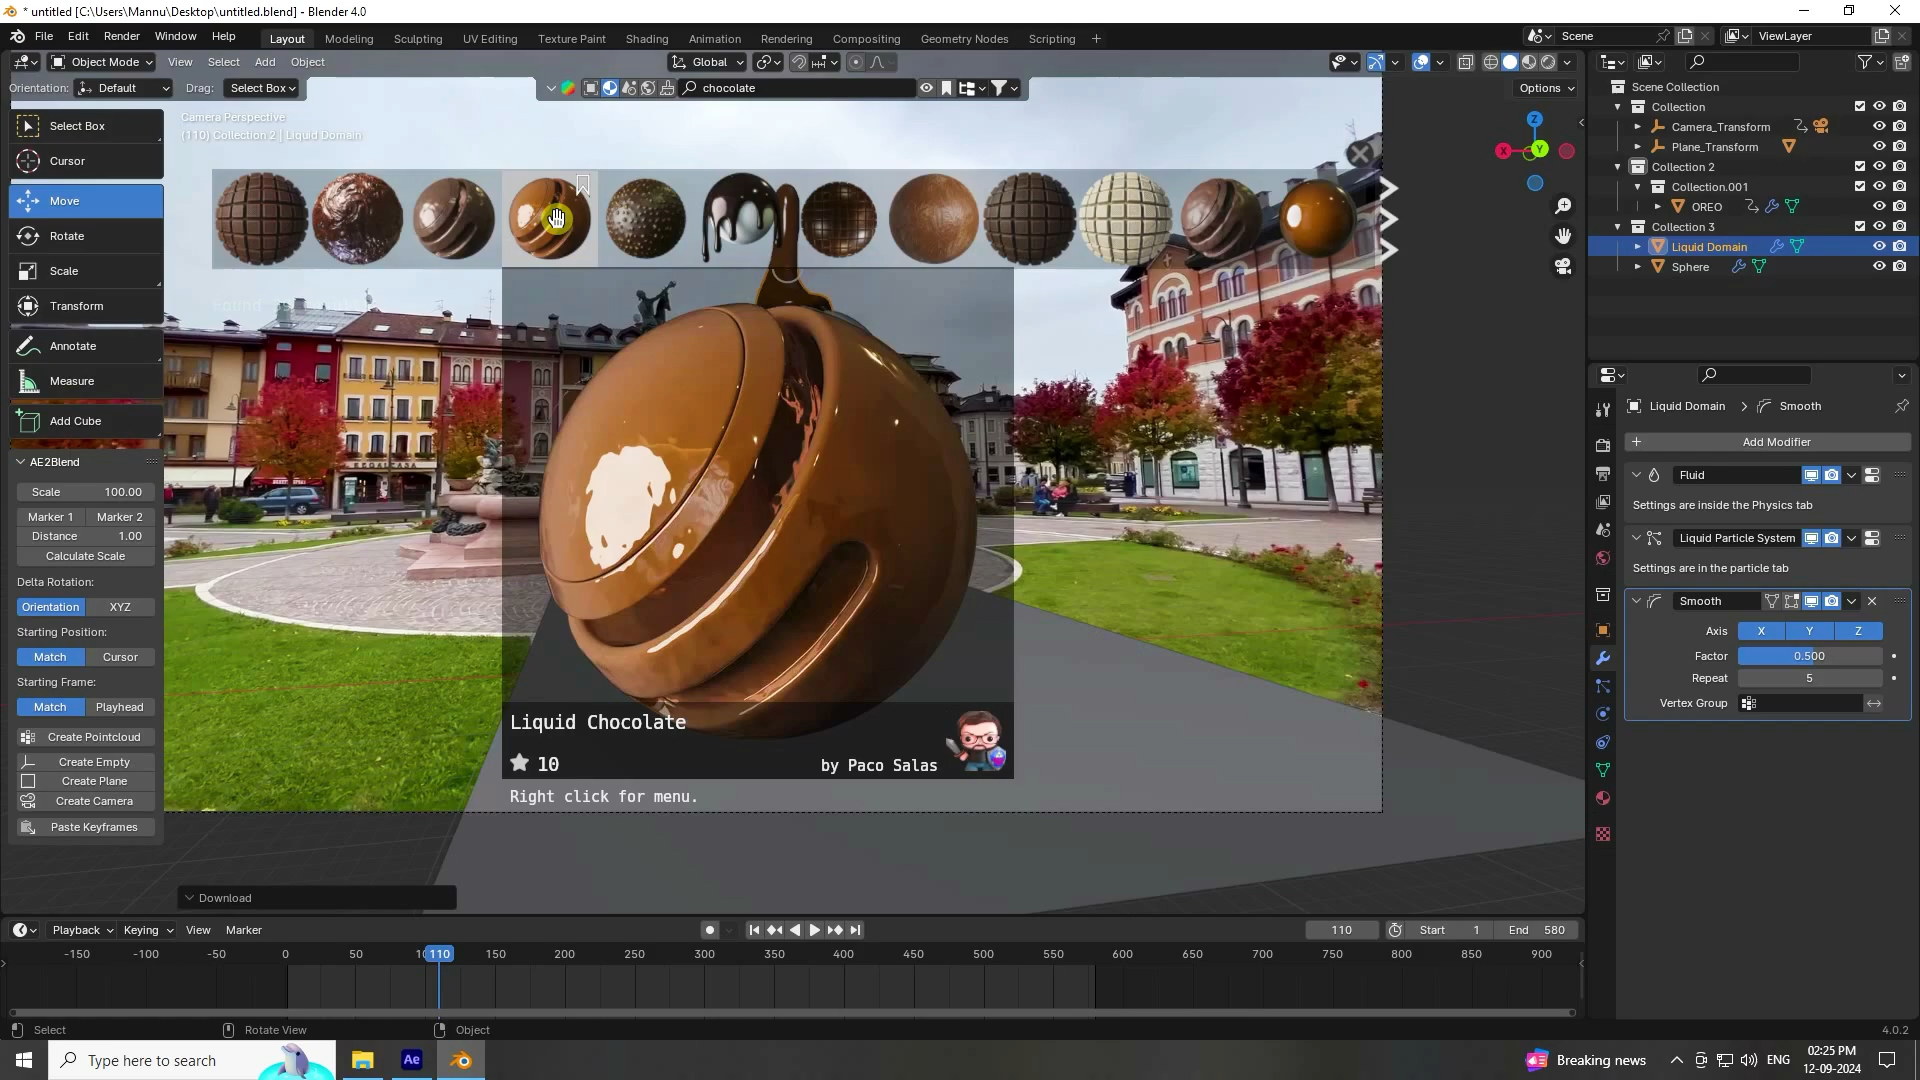 * untitled [C:\Users\Mannu\Desktop\untitled.blend] - Blender 4.0
File Edit Render Window Help
Layout Modeling Sculpting UV Editing Texture Paint Shading Animation Rendering Compositing Geometry Nodes Scripting +
Scene
ViewLayer
Object Mode View Select Add Object
Global
Orientation: Default Drag: Select Box
chocolate
Options
Camera Perspective
(110) Collection 2 | Liquid Domain
Select Box
Cursor
Move
Rotate
Scale
Transform
Annotate
Measure
Add Cube
AE2Blend
Scale 100.00
Marker 1 Marker 2
Distance 1.00
Calculate Scale
Delta Rotation:
Orientation XYZ
Starting Position:
Match Cursor
Starting Frame:
Match Playhead
Create Pointcloud
Create Empty
Create Plane
Create Camera
Paste Keyframes
Z
X
Y
Liquid Chocolate
10
by Paco Salas
Right click for menu.
Download
Scene Collection
Collection
Camera_Transform
Plane_Transform
Collection 2
Collection.001
OREO
Collection 3
Liquid Domain
Sphere
Liquid Domain > Smooth
+ Add Modifier
Fluid
Settings are inside the Physics tab
Liquid Particle System
Settings are in the particle tab
Smooth
Axis X Y Z
Factor 0.500
Repeat 5
Vertex Group
Playback Keying View Marker
110
Start 1
End 580
-150 -100 -50 0 50 110 150 200 250 300 350 400 450 500 550 600 650 700 750 800 850 900
Select
Rotate View
Object
4.0.2
Type here to search
Ae
Breaking news
ENG
02:25 PM
12-09-2024